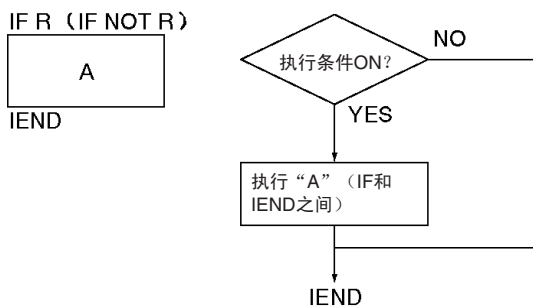 IF R（IF NOT R）
A
IEND
执行条件ON？
NO
YES
执行“A”（IF和
IEND之间）
IEND